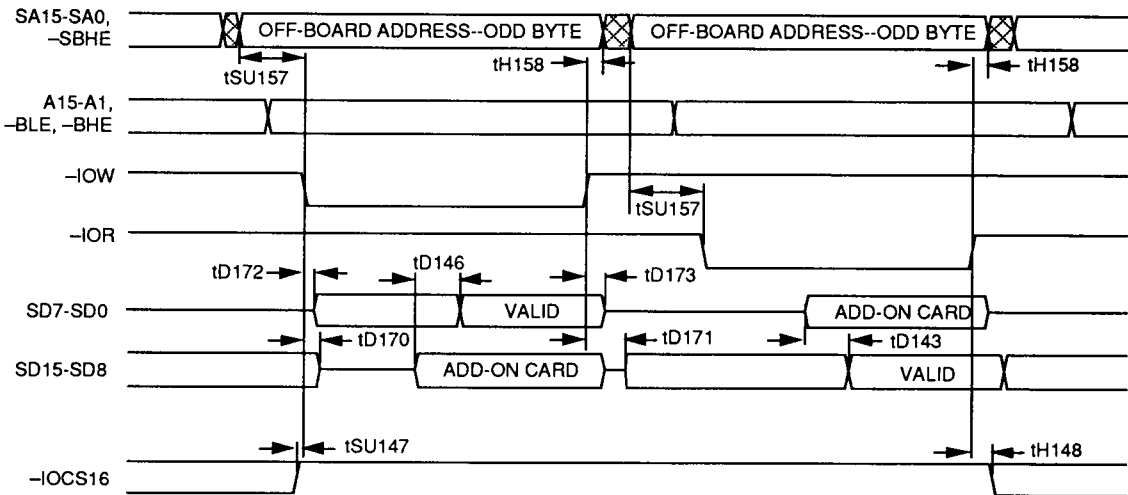 SA15-SA0,
–SBHE
OFF-BOARD ADDRESS--ODD BYTE
OFF-BOARD ADDRESS--ODD BYTE
tSU157
tH158
tH158
A15-A1,
–BLE, –BHE
–IOW
tSU157
–IOR
tD172
tD146
tD173
SD7-SD0
VALID
ADD-ON CARD
tD170
tD171
tD143
SD15-SD8
ADD-ON CARD
VALID
tSU147
tH148
–IOCS16